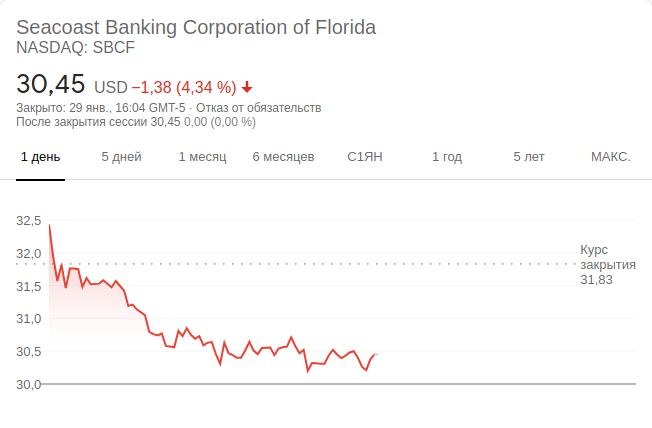 Seacoast Banking Corporation of Florida
NASDAQ: SBCF
30,45 USD −1,38 (4,34 %)
Закрыто: 29 янв., 16:04 GMT-5 · Отказ от обязательств
После закрытия сессии 30,45 0,00 (0,00 %)
1 день 5 дней 1 месяц 6 месяцев С1ЯН 1 год 5 лет МАКС.
32,5
32,0
31,5
31,0
30,5
30,0
Курс
закрытия
31,83